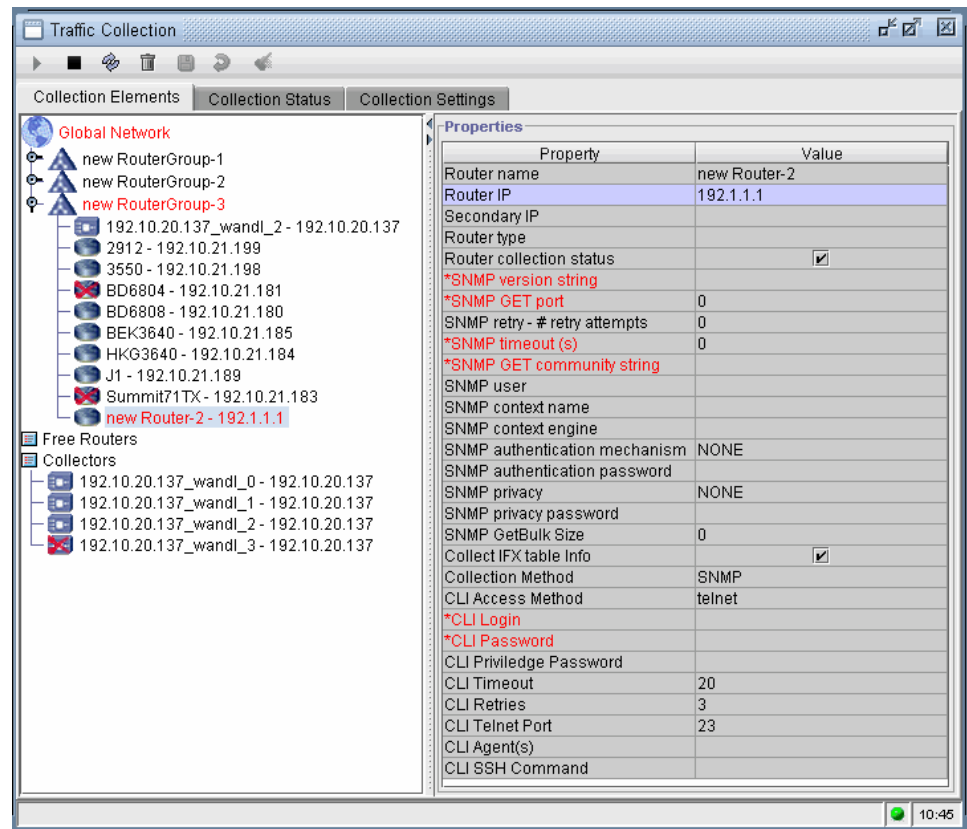 Traffic Collection
Collection Elements
Collection Status
Collection Settings
Global Network
new RouterGroup-1
new RouterGroup-2
new RouterGroup-3
192.10.20.137_wandl_2 - 192.10.20.137
2912 - 192.10.21.199
3550 - 192.10.21.198
BD6804 - 192.10.21.181
BD6808 - 192.10.21.180
BEK3640 - 192.10.21.185
HKG3640 - 192.10.21.184
J1 - 192.10.21.189
Summit71TX - 192.10.21.183
new Router-2 - 192.1.1.1
Free Routers
Collectors
192.10.20.137_wandl_0 - 192.10.20.137
192.10.20.137_wandl_1 - 192.10.20.137
192.10.20.137_wandl_2 - 192.10.20.137
192.10.20.137_wandl_3 - 192.10.20.137
Properties
Property Value
Router name new Router-2
Router IP 192.1.1.1
Secondary IP
Router type
Router collection status
*SNMP version string
*SNMP GET port 0
SNMP retry - # retry attempts 0
*SNMP timeout (s) 0
*SNMP GET community string
SNMP user
SNMP context name
SNMP context engine
SNMP authentication mechanism NONE
SNMP authentication password
SNMP privacy NONE
SNMP privacy password
SNMP GetBulk Size 0
Collect IFX table Info
Collection Method SNMP
CLI Access Method telnet
*CLI Login
*CLI Password
CLI Priviledge Password
CLI Timeout 20
CLI Retries 3
CLI Telnet Port 23
CLI Agent(s)
CLI SSH Command
10:45